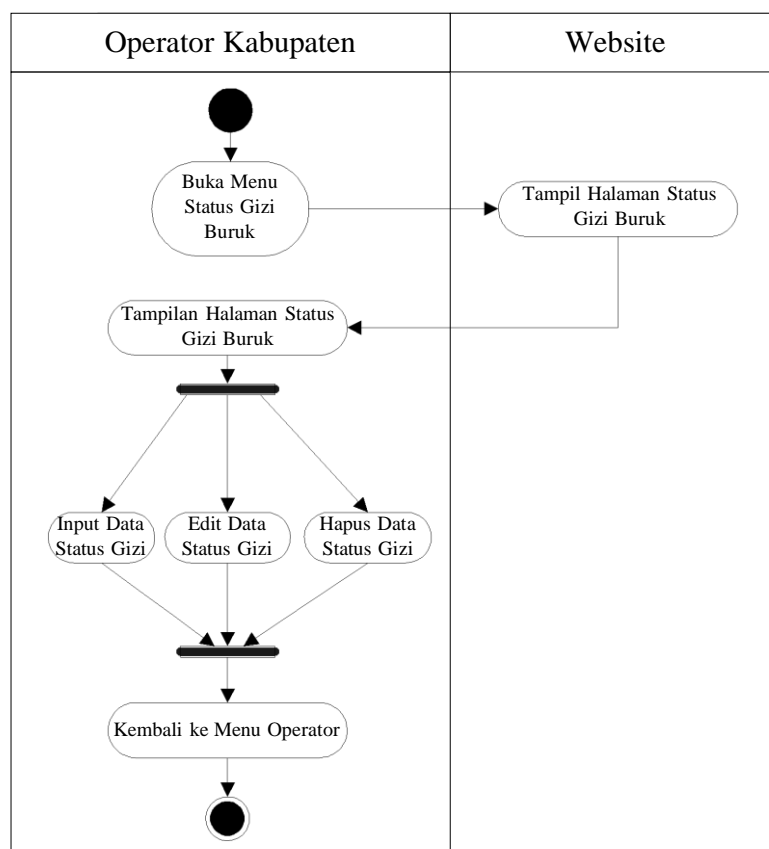 Operator Kabupaten
Website
Buka Menu
Status Gizi
Buruk
Tampil Halaman Status
Gizi Buruk
Tampilan Halaman Status
Gizi Buruk
Input Data
Status Gizi
Edit Data
Status Gizi
Hapus Data
Status Gizi
Kembali ke Menu Operator